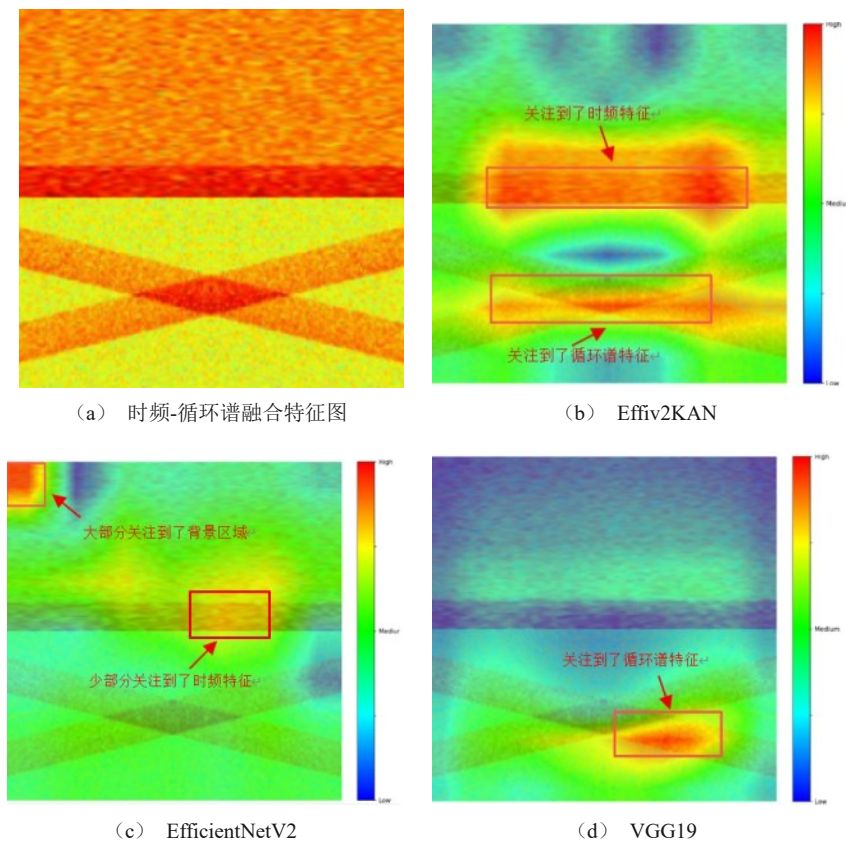 High
关注到了时频特征↵
Medium
关注到了循环谱特征↵
Low
（a） 时频-循环谱融合特征图
（b） Effiv2KAN
High
大部分关注到了背景区域↵
Medium
少部分关注到了时频特征↵
Low
High
Medium
关注到了循环谱特征↵
Low
（c） EfficientNetV2
（d） VGG19